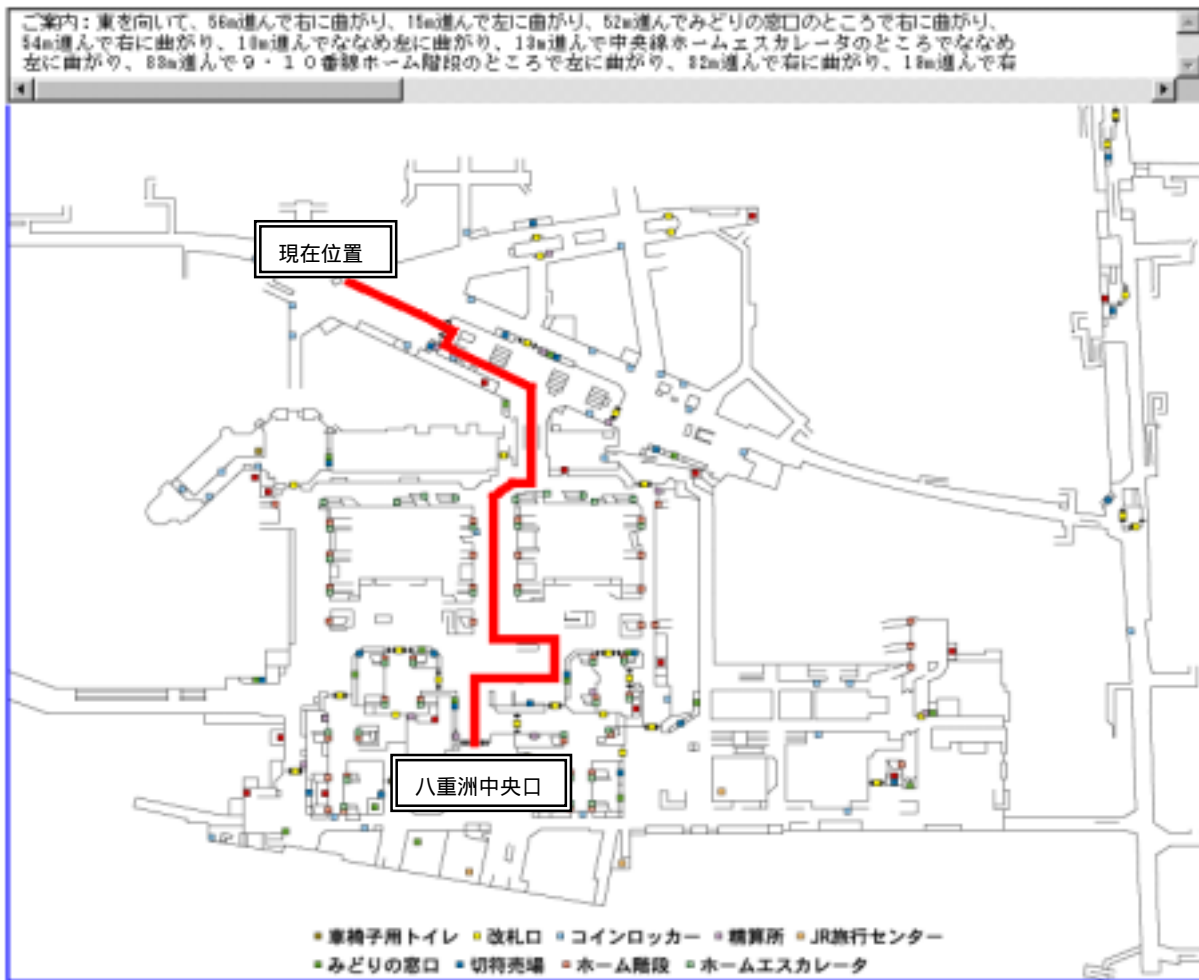 ご案内：東を向いて、56m進んで右に曲がり、15m進んで左に曲がり、52m進んでみどりの窓口のところで右に曲がり、
54m進んで右に曲がり、10m進んでななめ左に曲がり、13m進んで中央線ホームエスカレータのところでななめ
左に曲がり、88m進んで９・１０番線ホーム階段のところで左に曲がり、32m進んで右に曲がり、18m進んで右
現在位置
八重洲中央口
車椅子用トイレ 改札口 コインロッカー 精算所 JR旅行センター
みどりの窓口 切符売場 ホーム階段 ホームエスカレータ